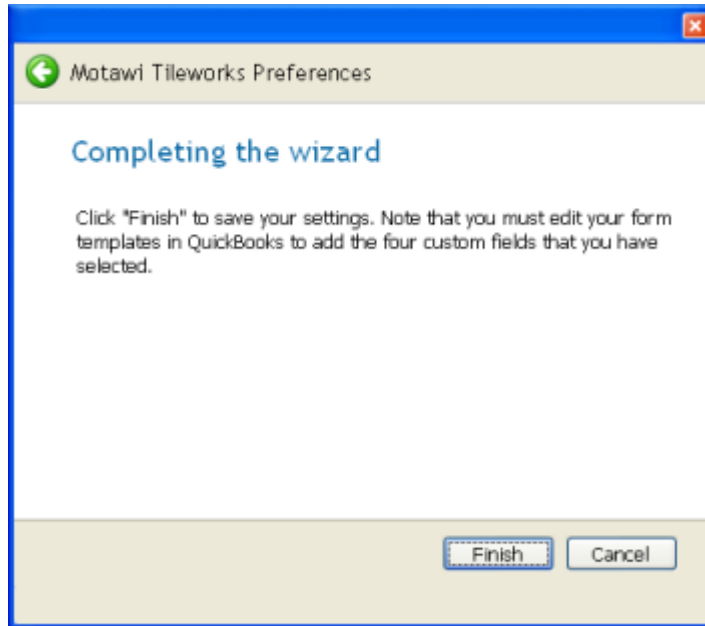 Motawi Tileworks Preferences
Completing the wizard
Click "Finish" to save your settings. Note that you must edit your form
templates in QuickBooks to add the four custom fields that you have
selected.
Finish
Cancel